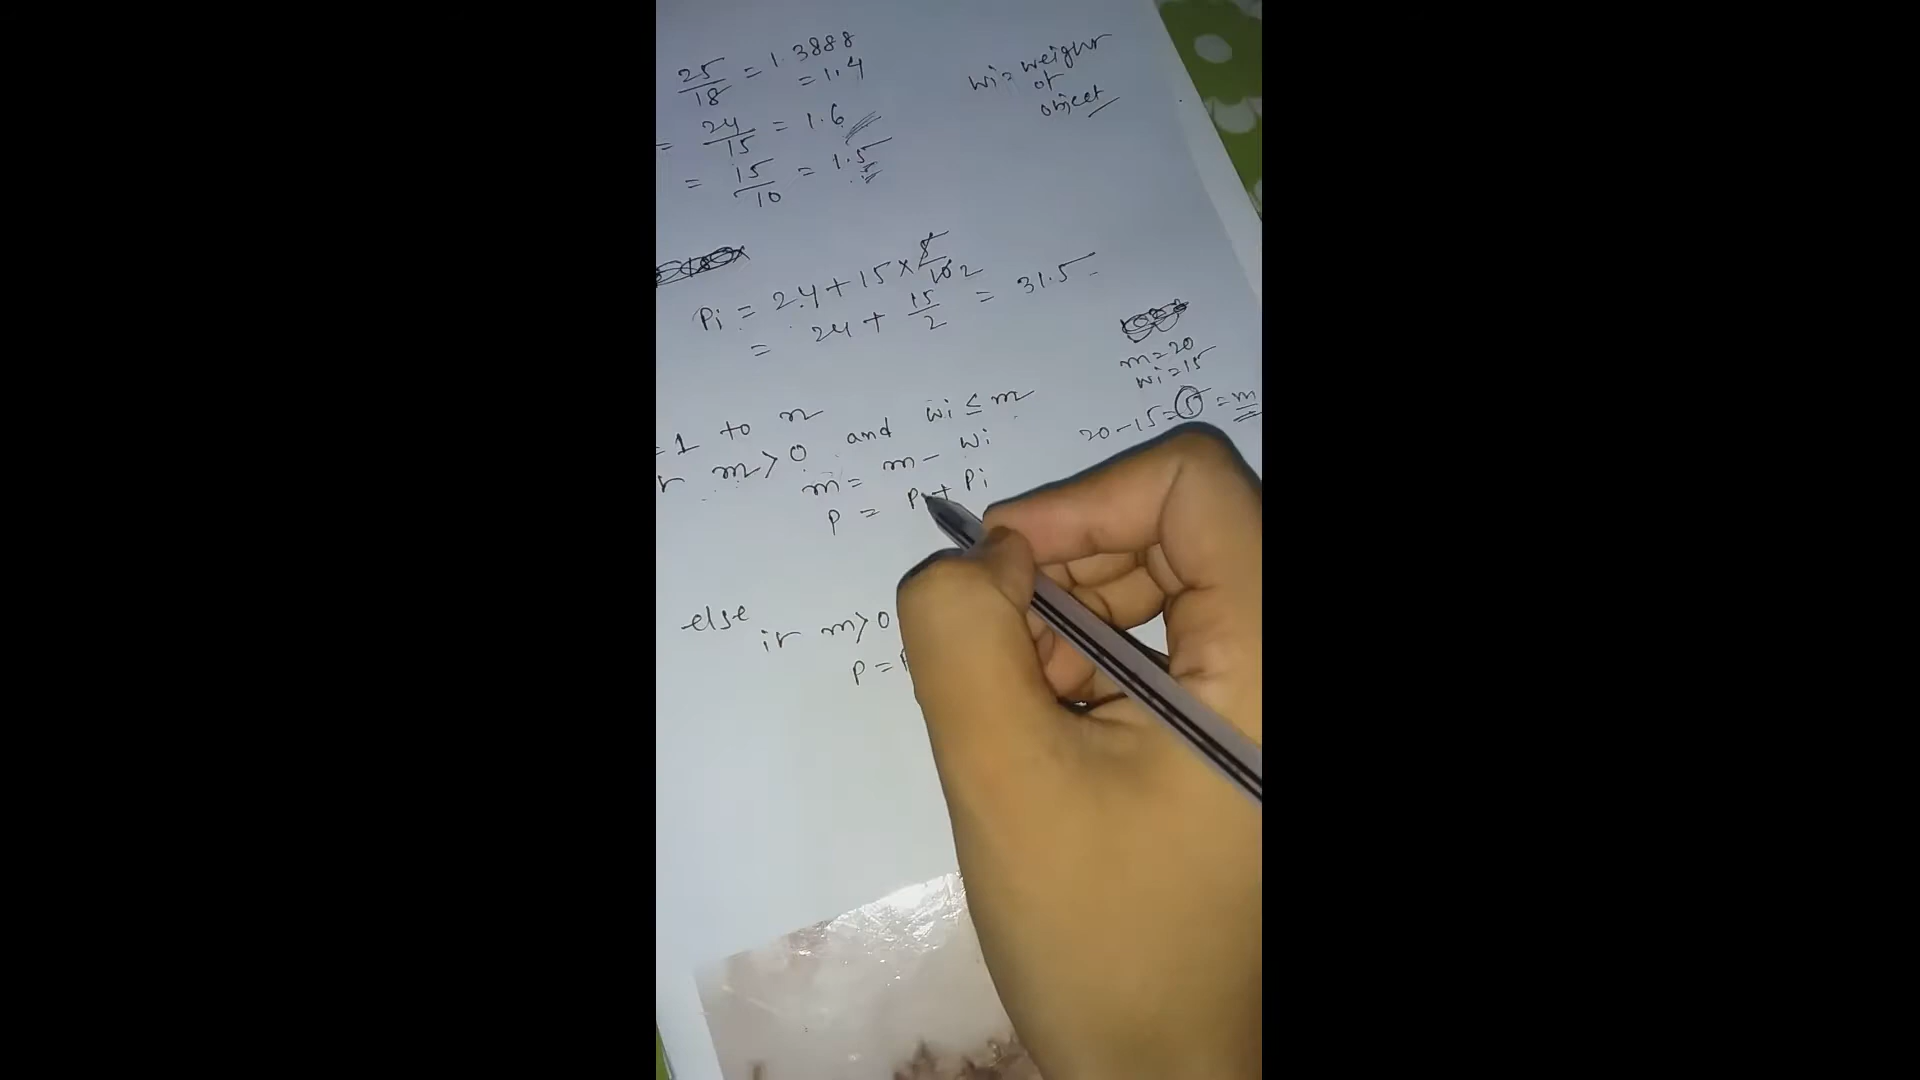 25/18 = 1.3888
= 1.4
= 24/15 = 1.6
= 15/10 = 1.5
wi = weight
of
object
Pi = 24 + 15 × 5/10 2
= 24 + 15/2 = 31.5
m = 20
wi = 15
20 - 15 = 5 = m
= 1 to n
m > 0 and wi ≤ m
m = m - wi
P = P + Pi
else
if m > 0
P = P